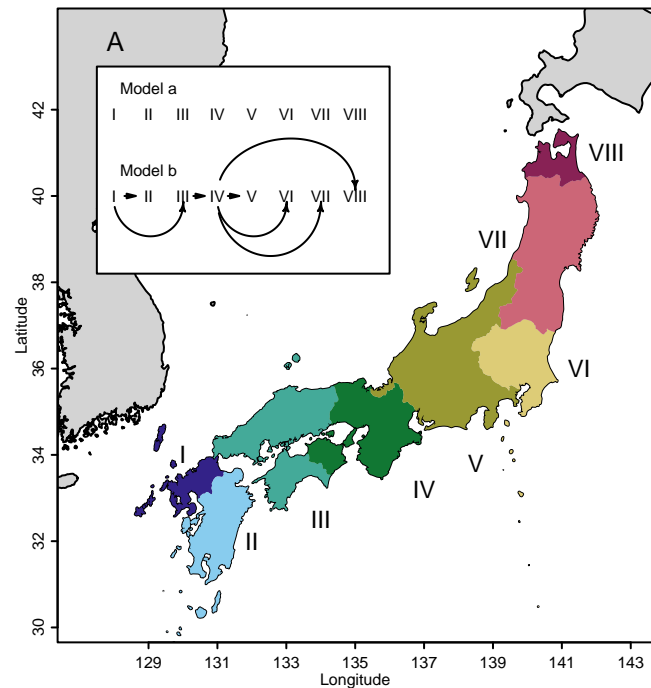 A
Model a
I II III IV V VI VII VIII
Model b
I II III IV V VI VII VIII
VIII
VII
VI
V
IV
III
II
I
Latitude
42
40
38
36
34
32
30
129 131 133 135 137 139 141 143
Longitude